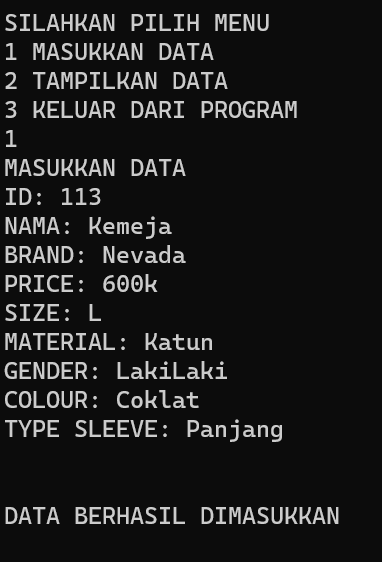 SILAHKAN PILIH MENU
1 MASUKKAN DATA
2 TAMPILKAN DATA
3 KELUAR DARI PROGRAM
1
MASUKKAN DATA
ID: 113
NAMA: Kemeja
BRAND: Nevada
PRICE: 600k
SIZE: L
MATERIAL: Katun
GENDER: LakiLaki
COLOUR: Coklat
TYPE SLEEVE: Panjang
DATA BERHASIL DIMASUKKAN